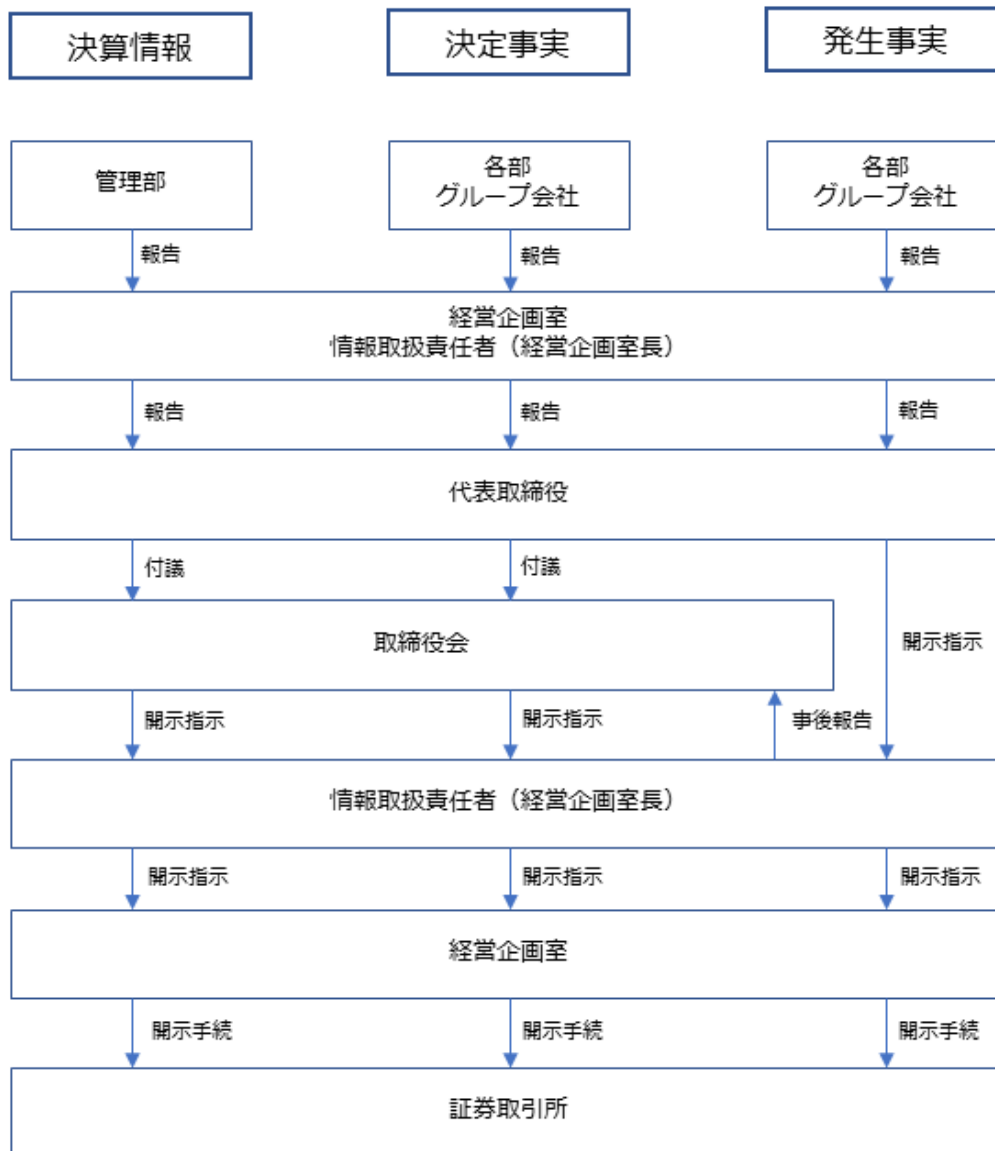 決算情報
決定事実
発生事実
管理部
各部
グループ会社
各部
グループ会社
報告
報告
報告
経営企画室
情報取扱責任者（経営企画室長）
報告
報告
報告
代表取締役
付議
付議
取締役会
開示指示
開示指示
開示指示
事後報告
情報取扱責任者（経営企画室長）
開示指示
開示指示
開示指示
経営企画室
開示手続
開示手続
開示手続
証券取引所